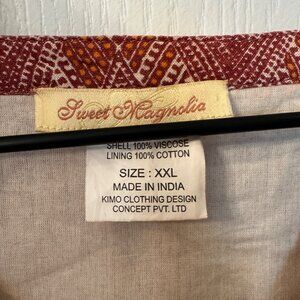 Sweet Magnolia
SHELL 100% VISCOSE
LINING 100% COTTON
SIZE : XXL
MADE IN INDIA
KIMO CLOTHING DESIGN
CONCEPT PVT. LTD